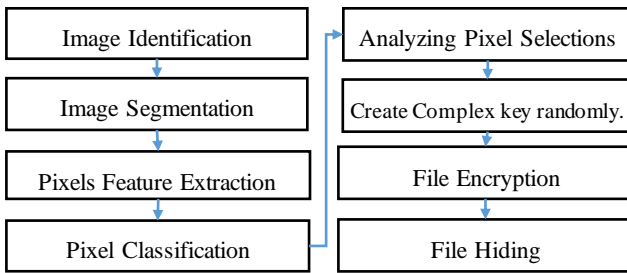 Image Identification
Image Segmentation
Pixels Feature Extraction
Pixel Classification
Analyzing Pixel Selections
Create Complex key randomly.
File Encryption
File Hiding